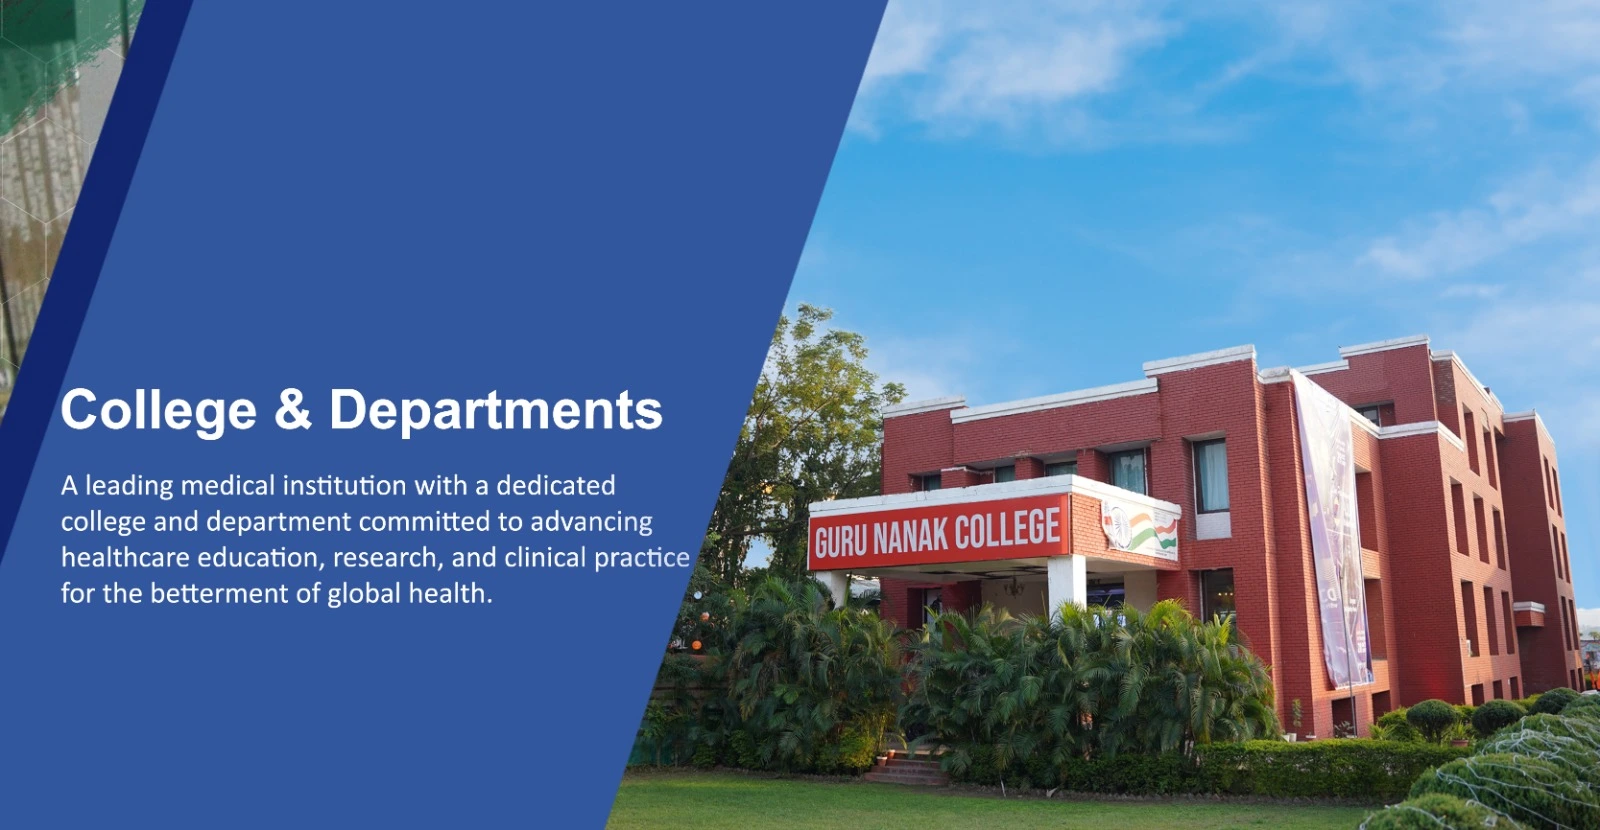 College & Departments
A leading medical institution with a dedicated
college and department committed to advancing
healthcare education, research, and clinical practice
for the betterment of global health.
GURU NANAK COLLEGE